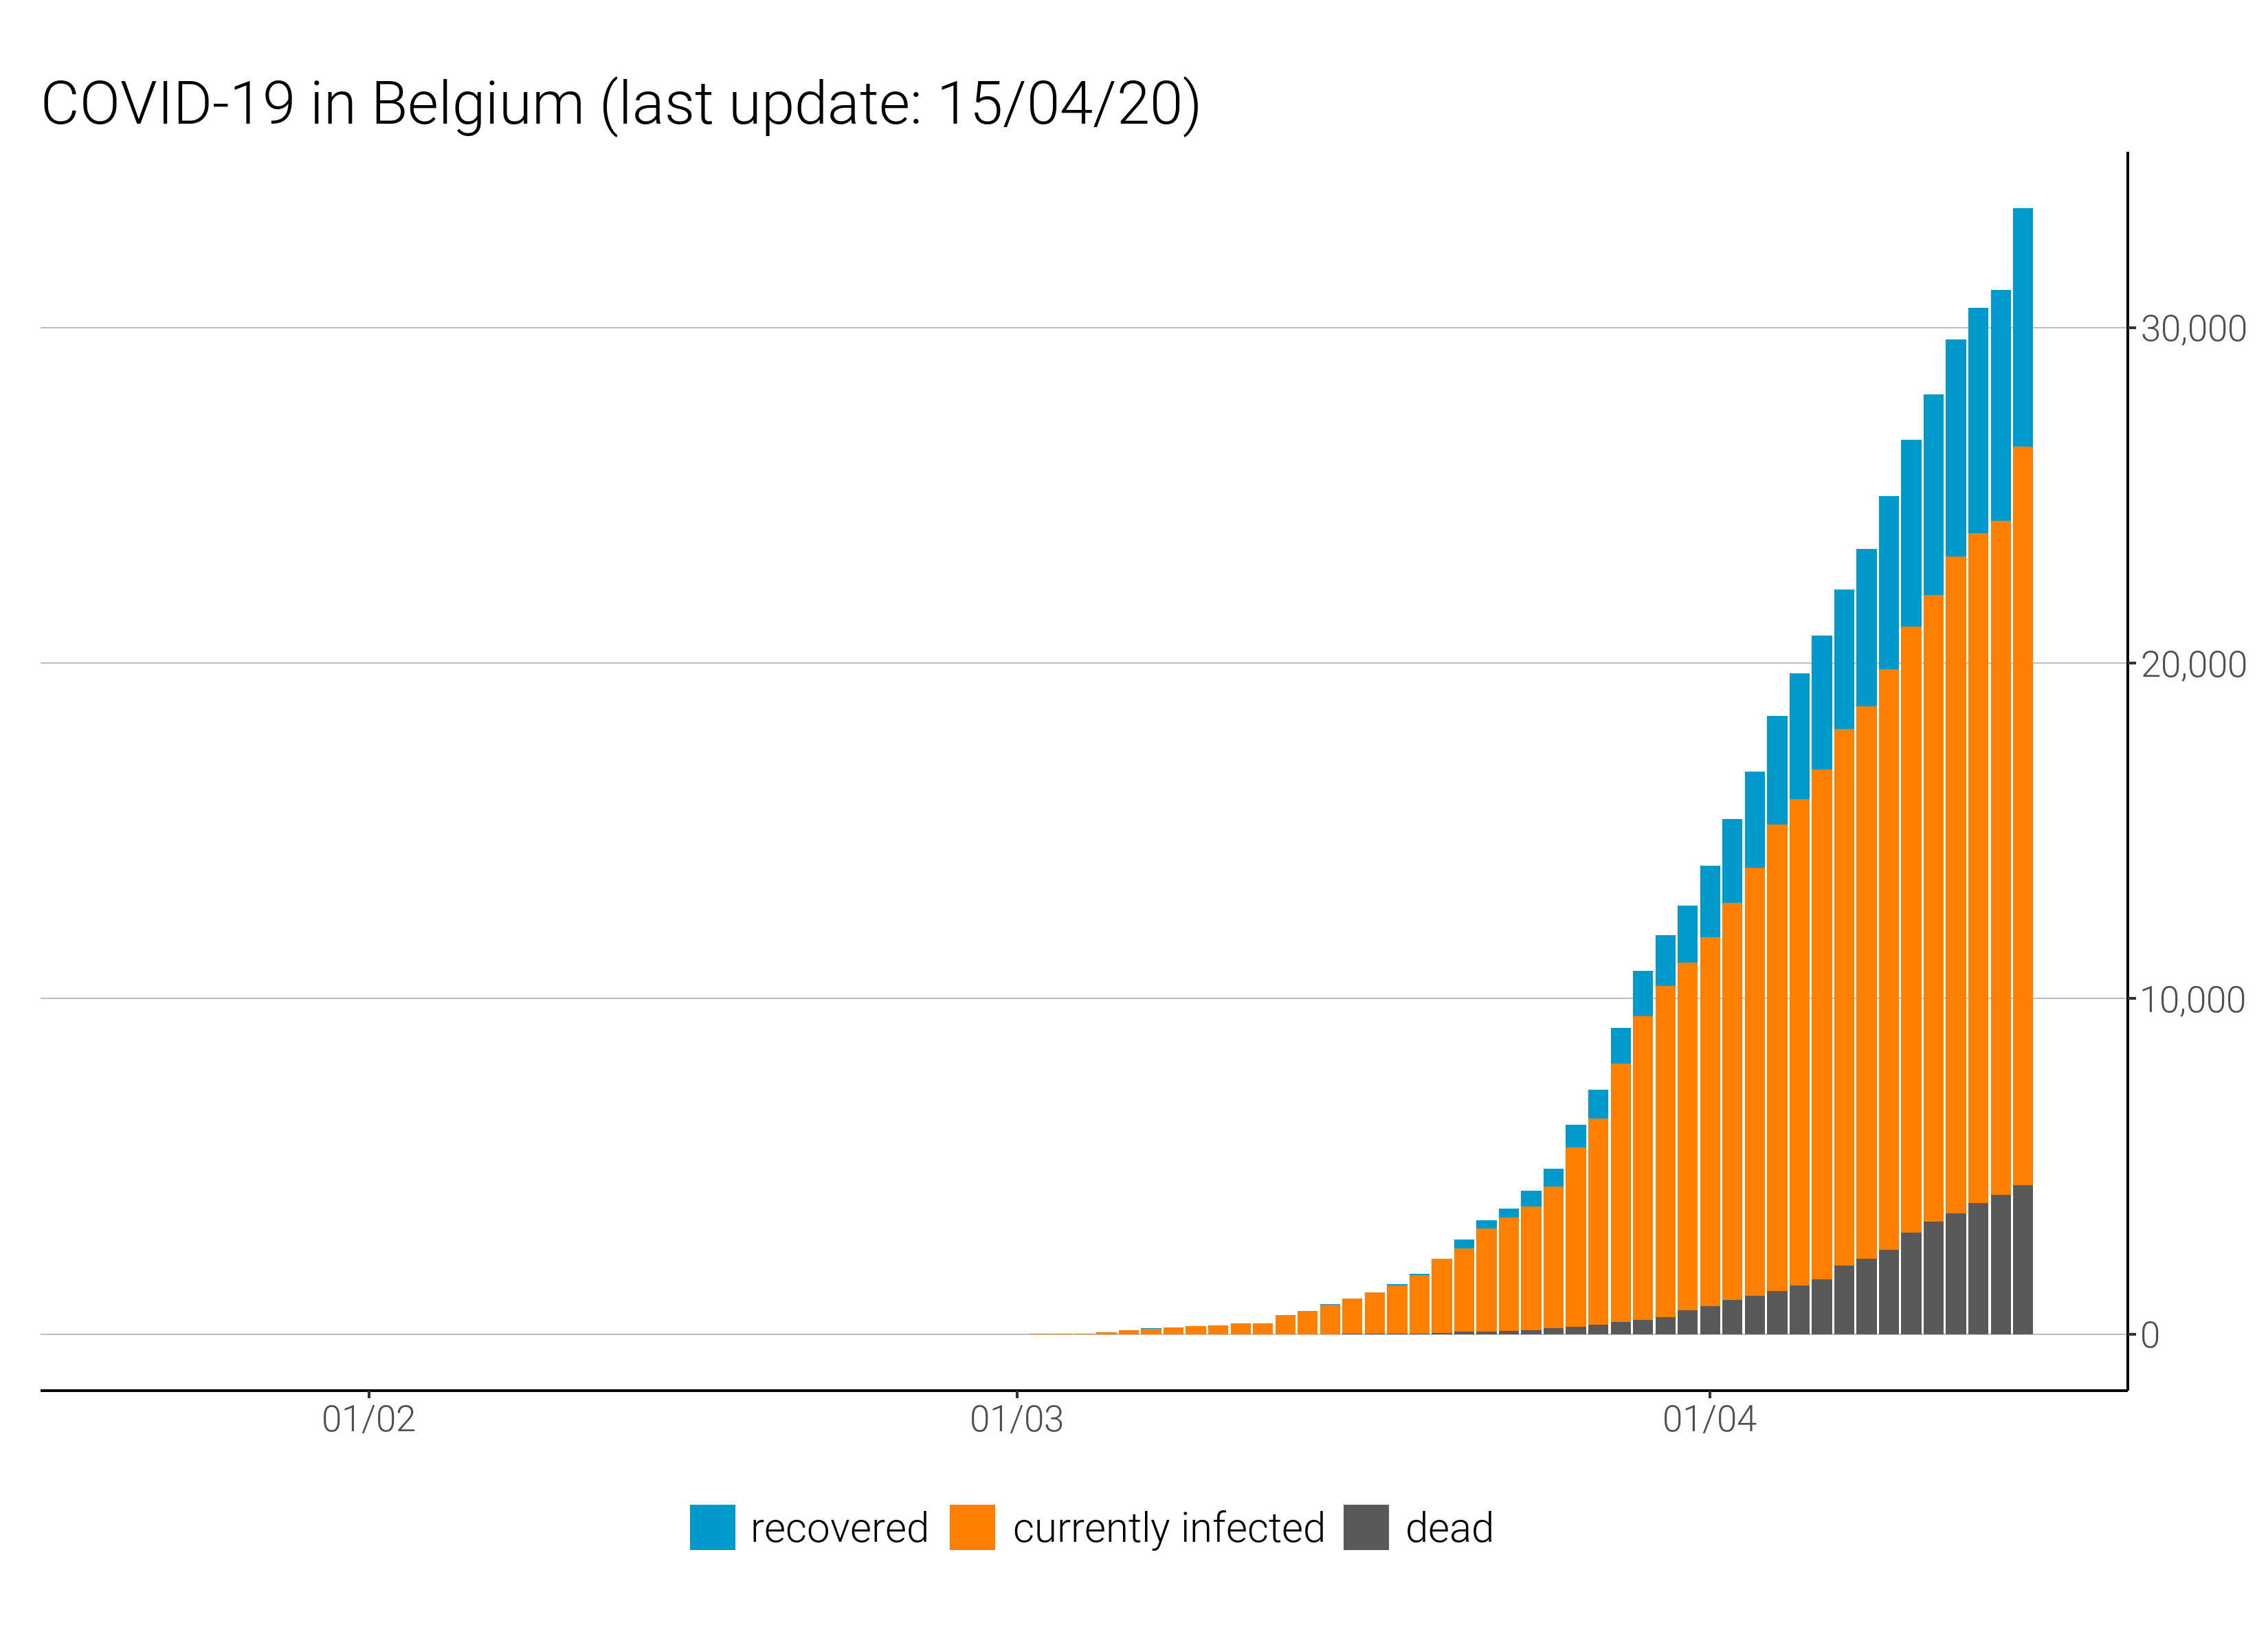 COVID-19 in Belgium (last update: 15/04/20)
30,000
20,000
10,000
0
01/02 01/03 01/04
recovered currently infected dead